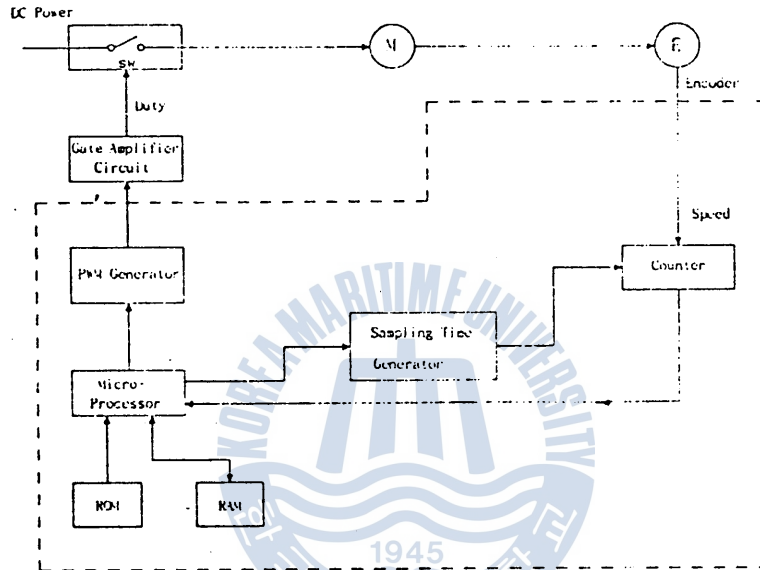 DC Power
SW
M
E
Encoder
Duty
Gate Amplifier
Circuit
Speed
PWM Generator
Counter
Sampling Time
Generator
Micro-
Processor
ROM
RAM
KOREA MARITIME UNIVERSITY
1945